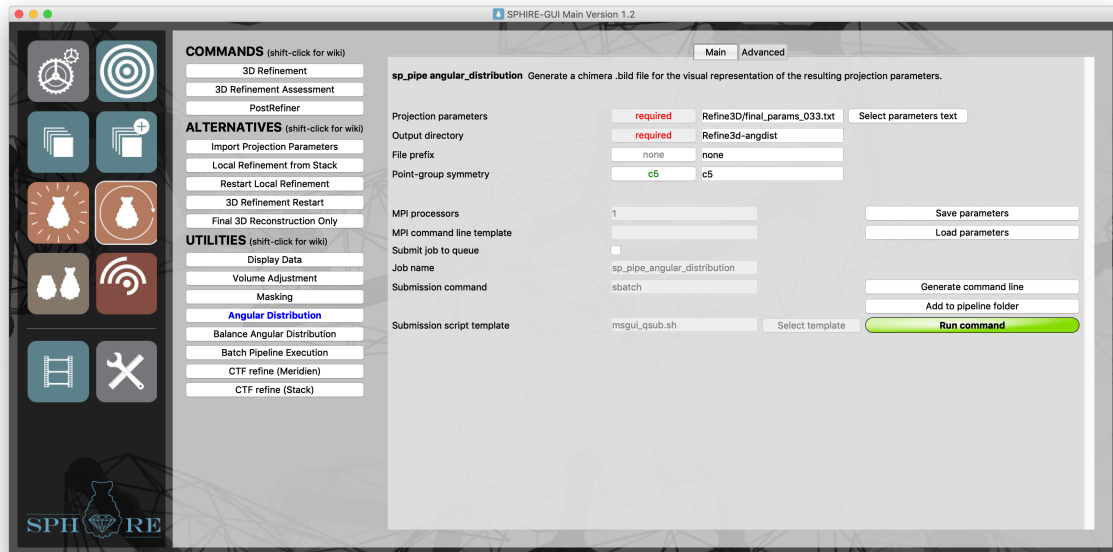 SPHIRE-GUI Main Version 1.2
COMMANDS (shift-click for wiki)
3D Refinement
3D Refinement Assessment
PostRefiner
ALTERNATIVES (shift-click for wiki)
Import Projection Parameters
Local Refinement from Stack
Restart Local Refinement
3D Refinement Restart
Final 3D Reconstruction Only
UTILITIES (shift-click for wiki)
Display Data
Volume Adjustment
Masking
Angular Distribution
Balance Angular Distribution
Batch Pipeline Execution
CTF refine (Meridien)
CTF refine (Stack)
SPHIRE
Main Advanced
sp_pipe angular_distribution Generate a chimera .bild file for the visual representation of the resulting projection parameters.
Projection parameters required Refine3D/final_params_033.txt Select parameters text
Output directory required Refine3d-angdist
File prefix none none
Point-group symmetry c5 c5
MPI processors 1 Save parameters
MPI command line template Load parameters
Submit job to queue
Job name sp_pipe_angular_distribution
Submission command sbatch Generate command line
Add to pipeline folder
Submission script template msgui_qsub.sh Select template Run command